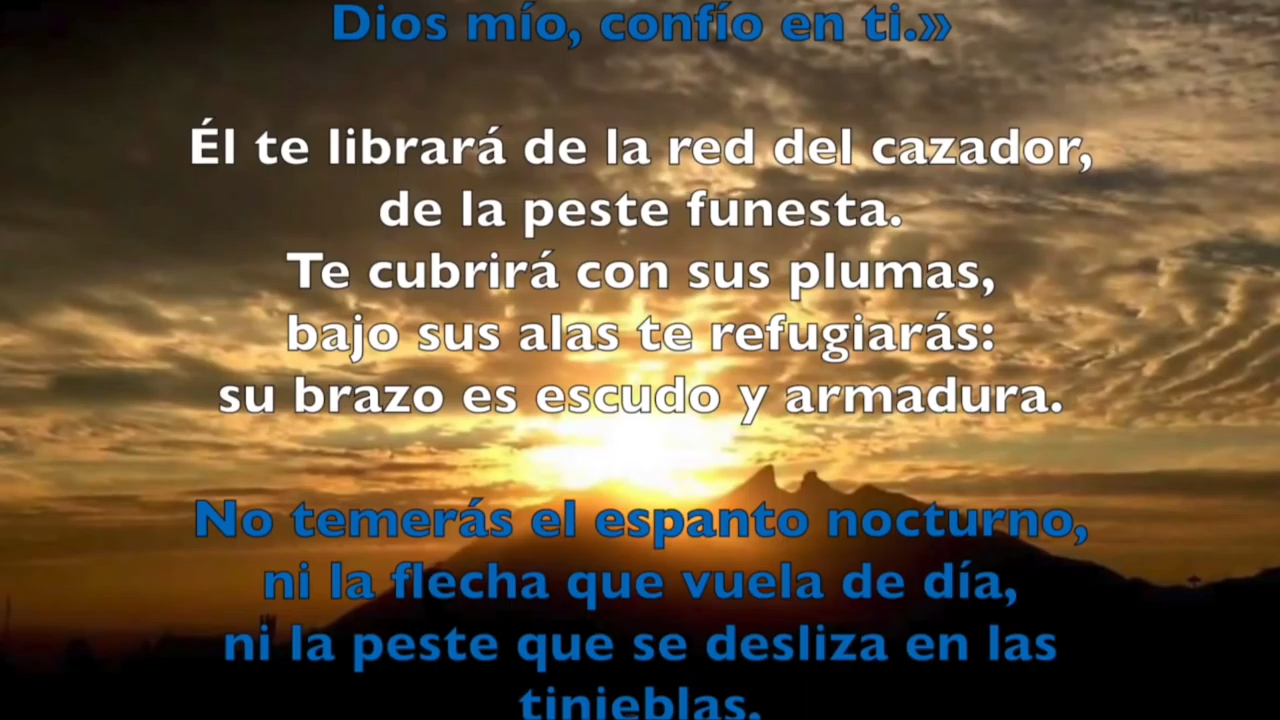 Dios mío, confío en ti.»
Él te librará de la red del cazador,
de la peste funesta.
Te cubrirá con sus plumas,
bajo sus alas te refugiarás:
su brazo es escudo y armadura.
No temerás el espanto nocturno,
ni la flecha que vuela de día,
ni la peste que se desliza en las
tinieblas,